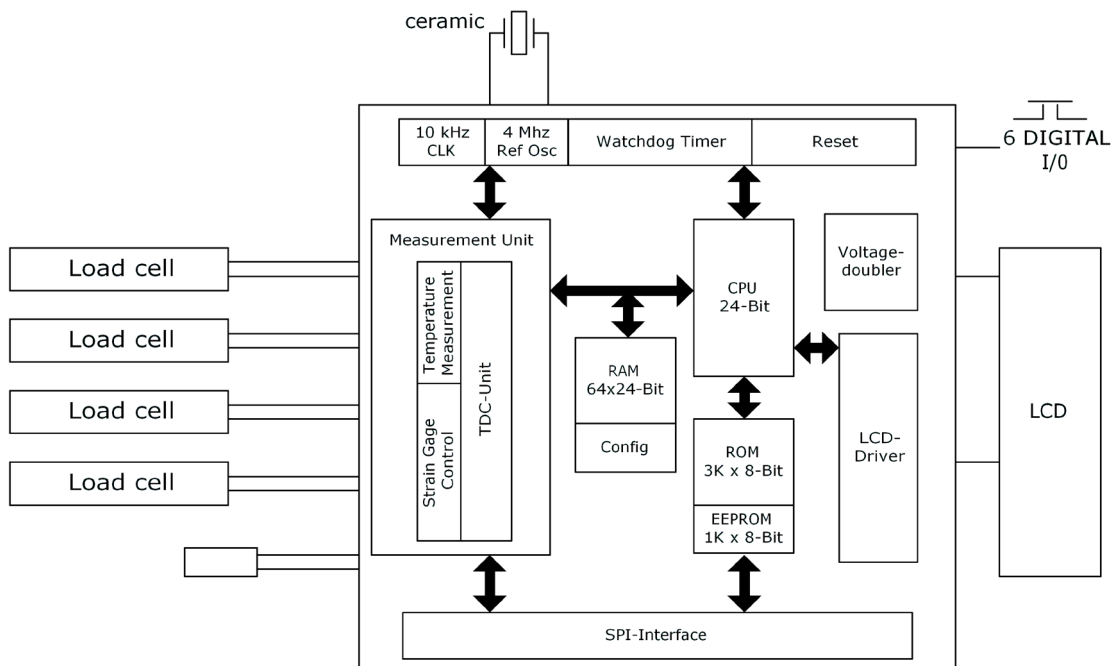 ceramic
10 kHz
CLK
4 Mhz
Ref Osc
Watchdog Timer
Reset
6 DIGITAL
I/0
Measurement Unit
Temperature
Measurement
Strain Gage
Control
TDC-Unit
CPU
24-Bit
Voltage-
doubler
Load cell
Load cell
Load cell
Load cell
RAM
64x24-Bit
Config
ROM
3K x 8-Bit
EEPROM
1K x 8-Bit
LCD-
Driver
LCD
SPI-Interface